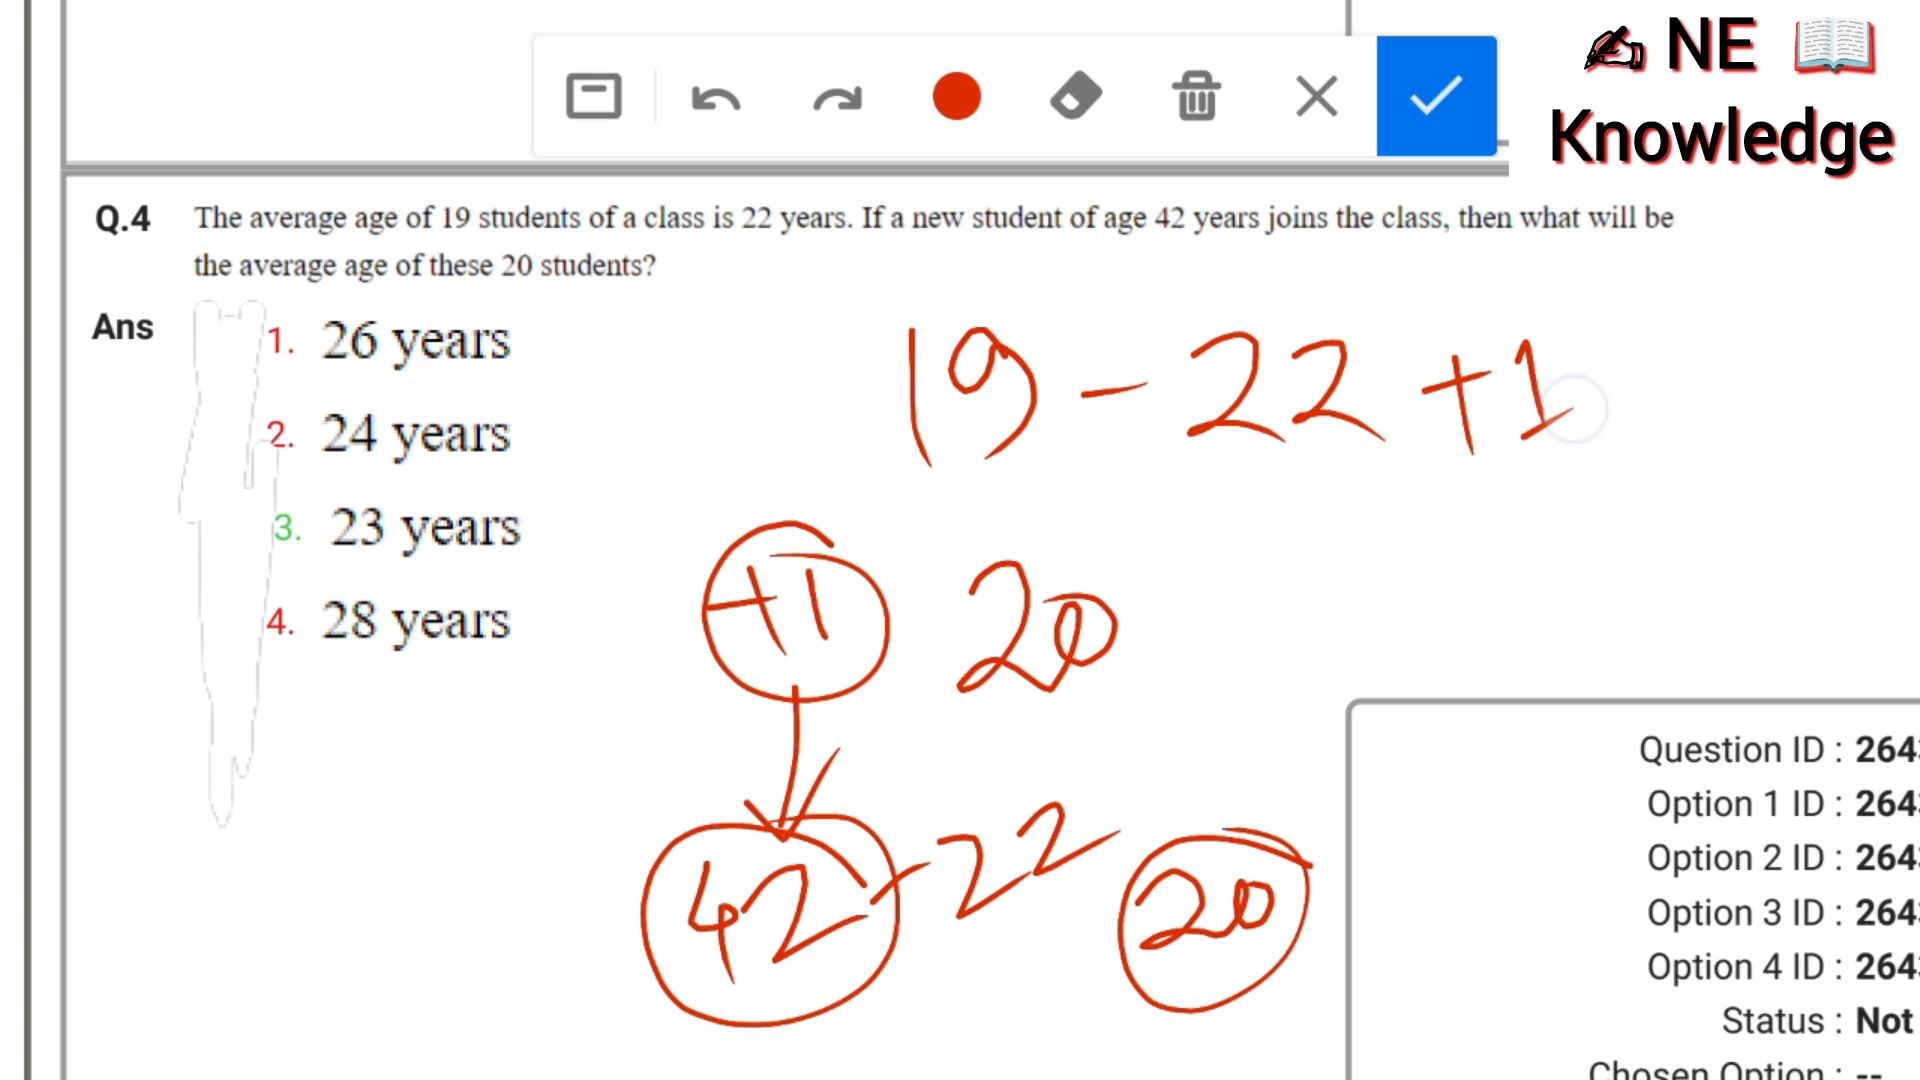 ✍ NE 📖
Knowledge
Q.4 The average age of 19 students of a class is 22 years. If a new student of age 42 years joins the class, then what will be
the average age of these 20 students?
Ans
1. 26 years
2. 24 years
3. 23 years
4. 28 years
19 - 22 + 1
+1 20
42 - 22 20
Question ID : 264
Option 1 ID : 264
Option 2 ID : 264
Option 3 ID : 264
Option 4 ID : 264
Status : Not
Chosen Option : --